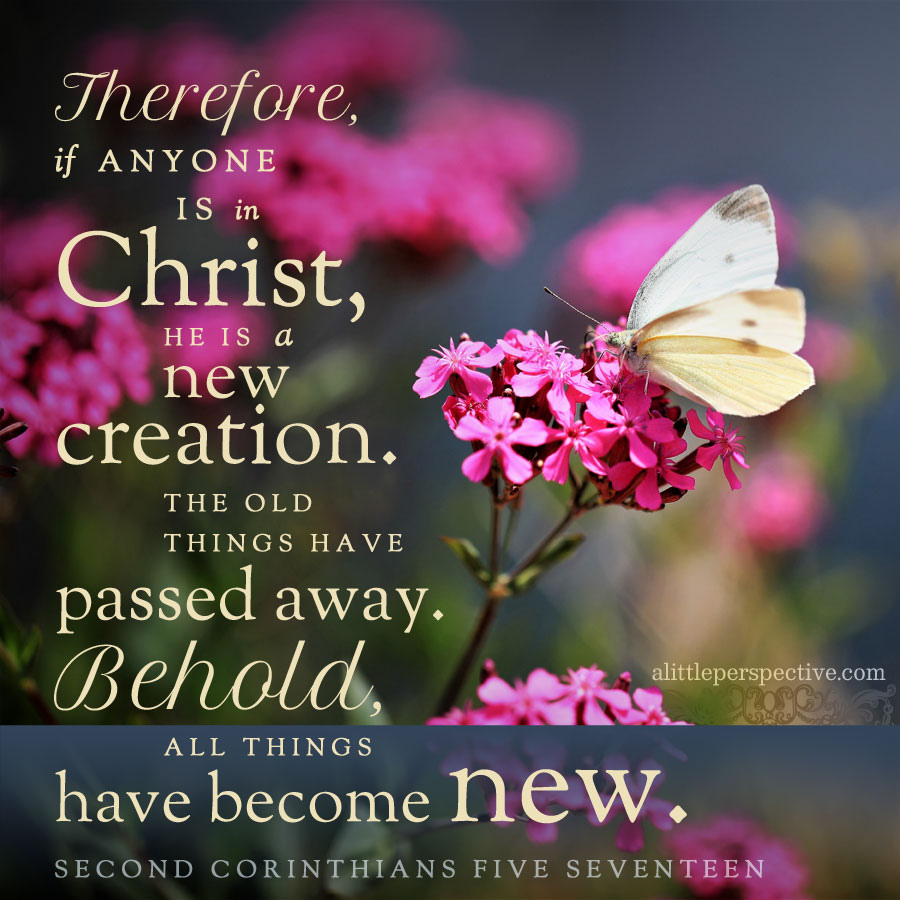 Therefore,
if ANYONE
IS in
Christ,
HE IS a
new
creation.
THE OLD
THINGS HAVE
passed away.
Behold,
alittleperspective.com
ALL THINGS
have become new.
SECOND CORINTHIANS FIVE SEVENTEEN